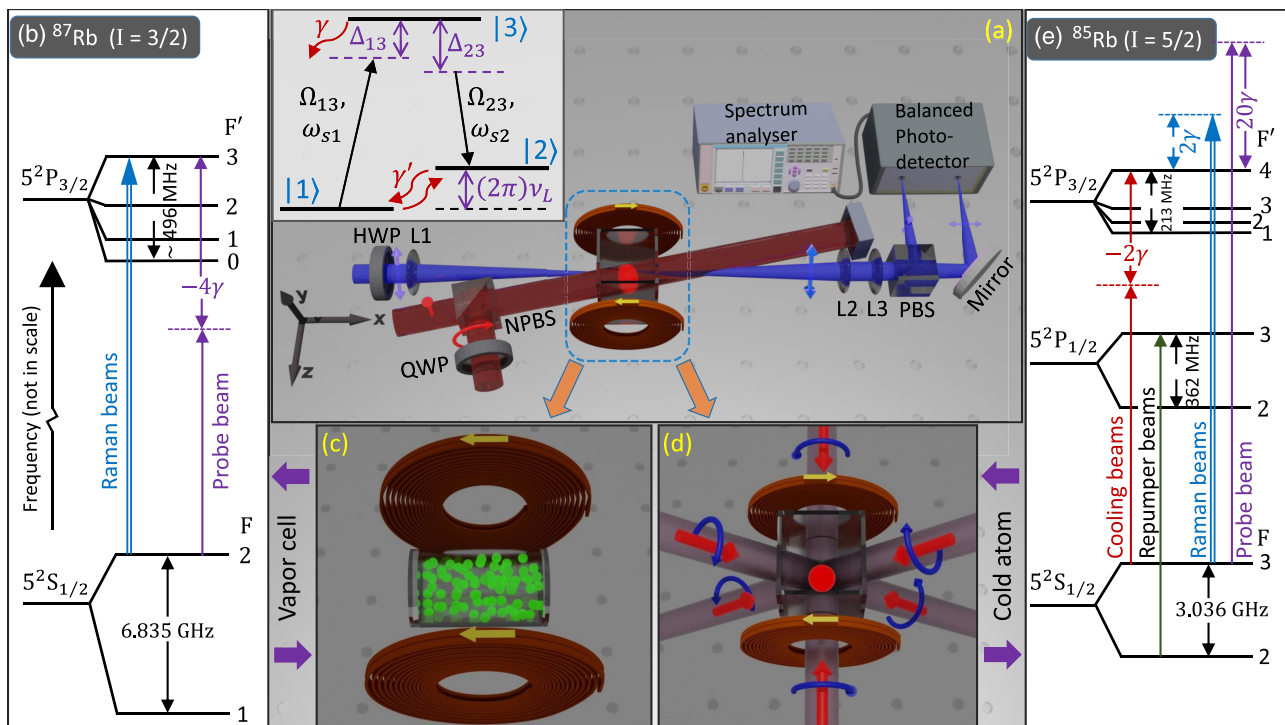 (b) ⁸⁷Rb (I = 3/2)
F′
3
5²P₃/₂
~ 496 MHz
2
1
0
−4γ
Frequency (not in scale)
Raman beams
Probe beam
F
2
5²S₁/₂
6.835 GHz
1
|3⟩
γ
Δ₁₃
Δ₂₃
Ω₁₃,
ω_s1
Ω₂₃,
ω_s2
|2⟩
γ′
(2π)ν_L
|1⟩
(a)
Spectrum
analyser
Balanced
Photo-
detector
HWP L1
y
x
z
NPBS
QWP
L2 L3 PBS
Mirror
(c)
Vapor cell
(d)
Cold atom
(e) ⁸⁵Rb (I = 5/2)
20γ
2γ
F′
4
5²P₃/₂
213 MHz
3
2
1
−2γ
5²P₁/₂
3
362 MHz
2
Cooling beams
Repumper beams
Raman beams
Probe beam
F
3
5²S₁/₂
3.036 GHz
2